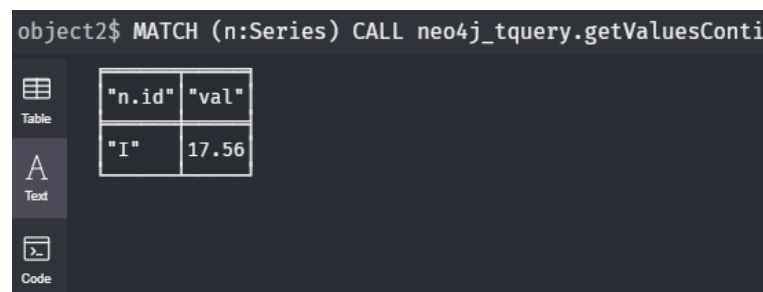 object2$ MATCH (n:Series) CALL neo4j_tquery.getValuesConti
Table
"n.id" "val"
"I" 17.56
A
Text
>_
Code